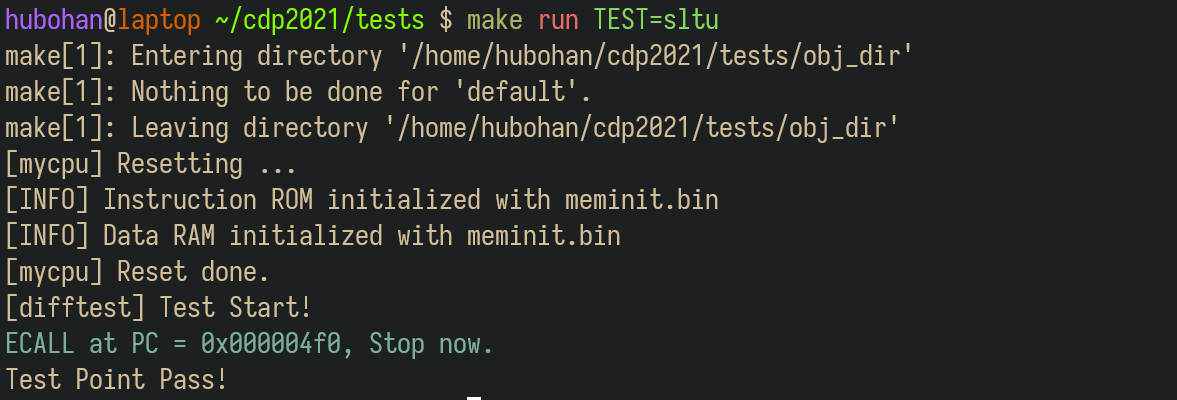 hubohan@laptop ~/cdp2021/tests $ make run TEST=sltu
make[1]: Entering directory '/home/hubohan/cdp2021/tests/obj_dir'
make[1]: Nothing to be done for 'default'.
make[1]: Leaving directory '/home/hubohan/cdp2021/tests/obj_dir'
[mycpu] Resetting ...
[INFO] Instruction ROM initialized with meminit.bin
[INFO] Data RAM initialized with meminit.bin
[mycpu] Reset done.
[difftest] Test Start!
ECALL at PC = 0x000004f0, Stop now.
Test Point Pass!